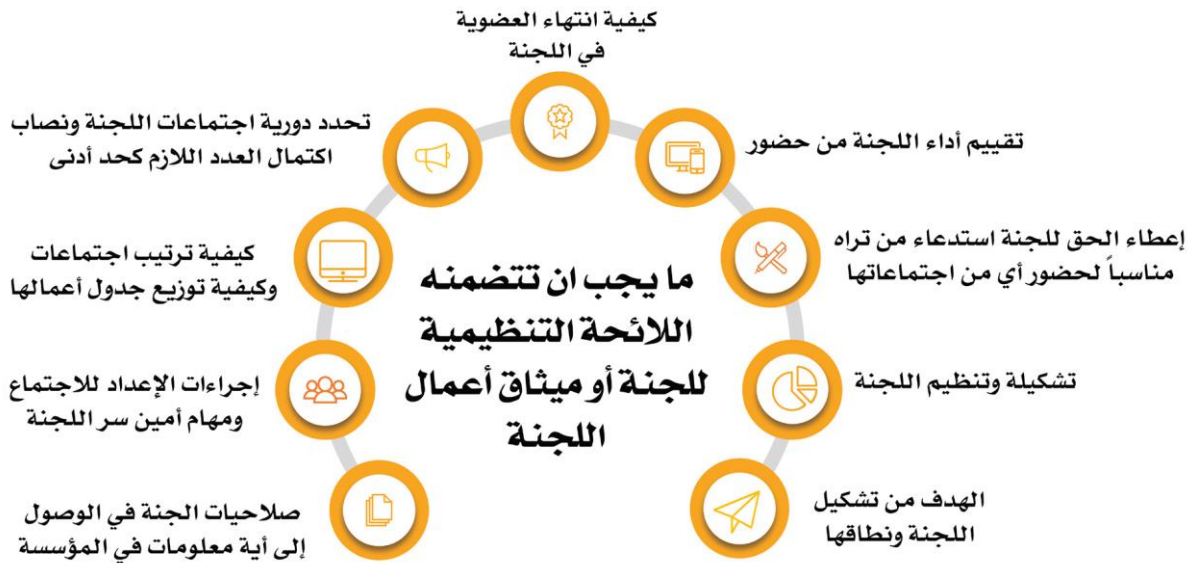 ما يجب ان تتضمنه
اللائحة التنظيمية
للجنة أو ميثاق أعمال
اللجنة
الهدف من تشكيل
اللجنة ونطاقها
تشكيلة وتنظيم اللجنة
إعطاء الحق للجنة استدعاء من تراه
مناسباً لحضور أي من اجتماعاتها
تقييم أداء اللجنة من حضور
كيفية انتهاء العضوية
في اللجنة
تحدد دورية اجتماعات اللجنة ونصاب
اكتمال العدد اللازم كحد أدنى
كيفية ترتيب اجتماعات
وكيفية توزيع جدول أعمالها
إجراءات الإعداد للاجتماع
ومهام أمين سر اللجنة
صلاحيات الجنة في الوصول
إلى أية معلومات في المؤسسة